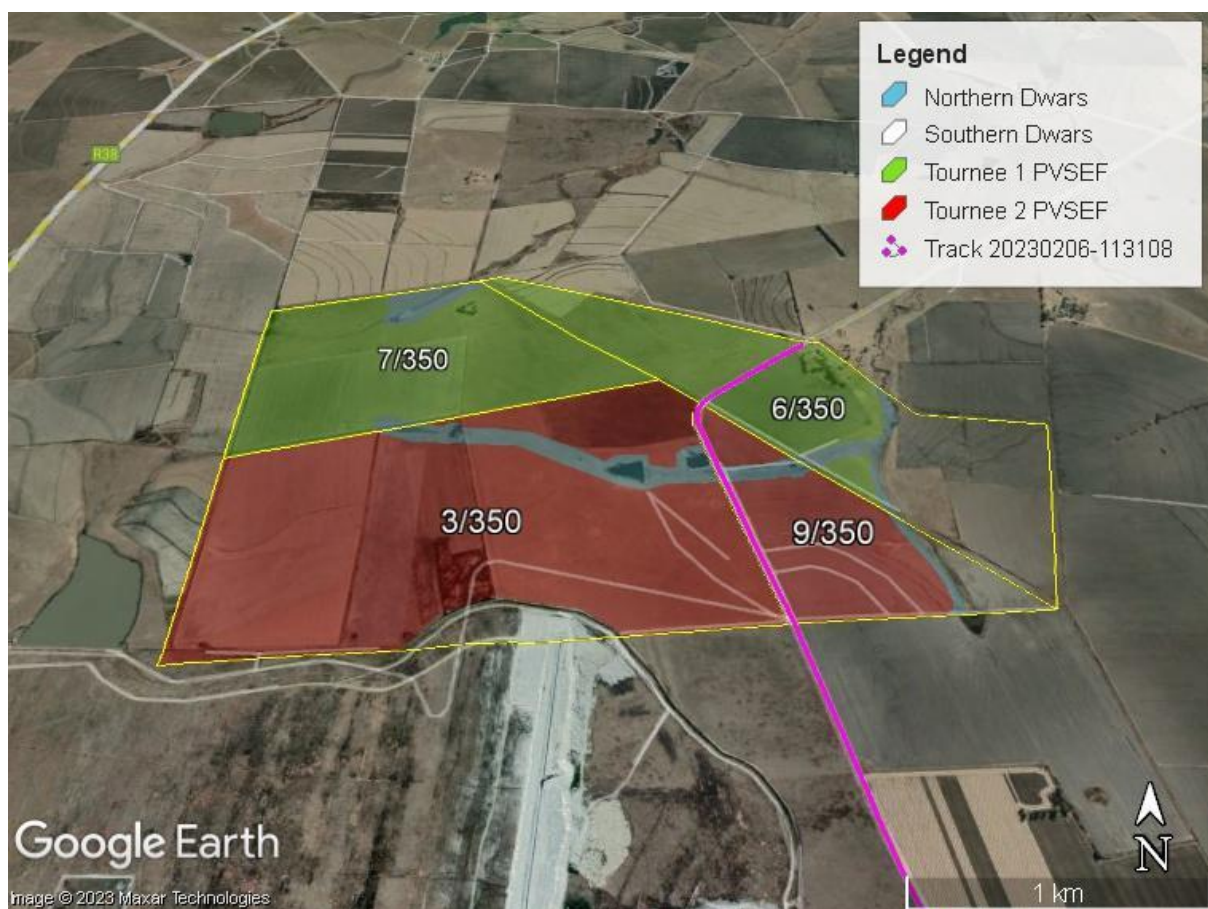 Legend
Northern Dwars
Southern Dwars
Tournee 1 PVSEF
Tournee 2 PVSEF
Track 20230206-113108
R38
7/350
6/350
3/350
9/350
N
Google Earth
1 km
Image © 2023 Maxar Technologies